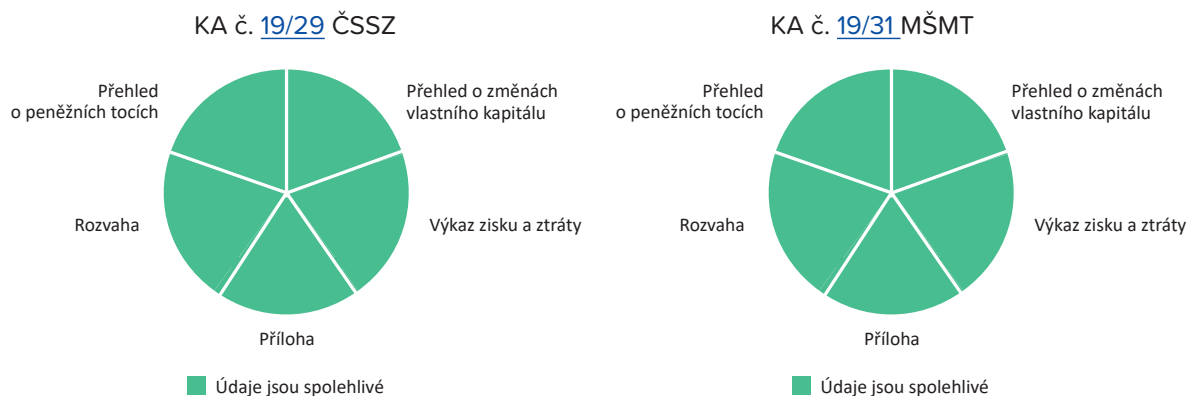 KA č. 19/29 ČSSZ
Přehled
o peněžních tocích
Přehled o změnách
vlastního kapitálu
Rozvaha
Výkaz zisku a ztráty
Příloha
Údaje jsou spolehlivé
KA č. 19/31 MŠMT
Přehled
o peněžních tocích
Přehled o změnách
vlastního kapitálu
Rozvaha
Výkaz zisku a ztráty
Příloha
Údaje jsou spolehlivé